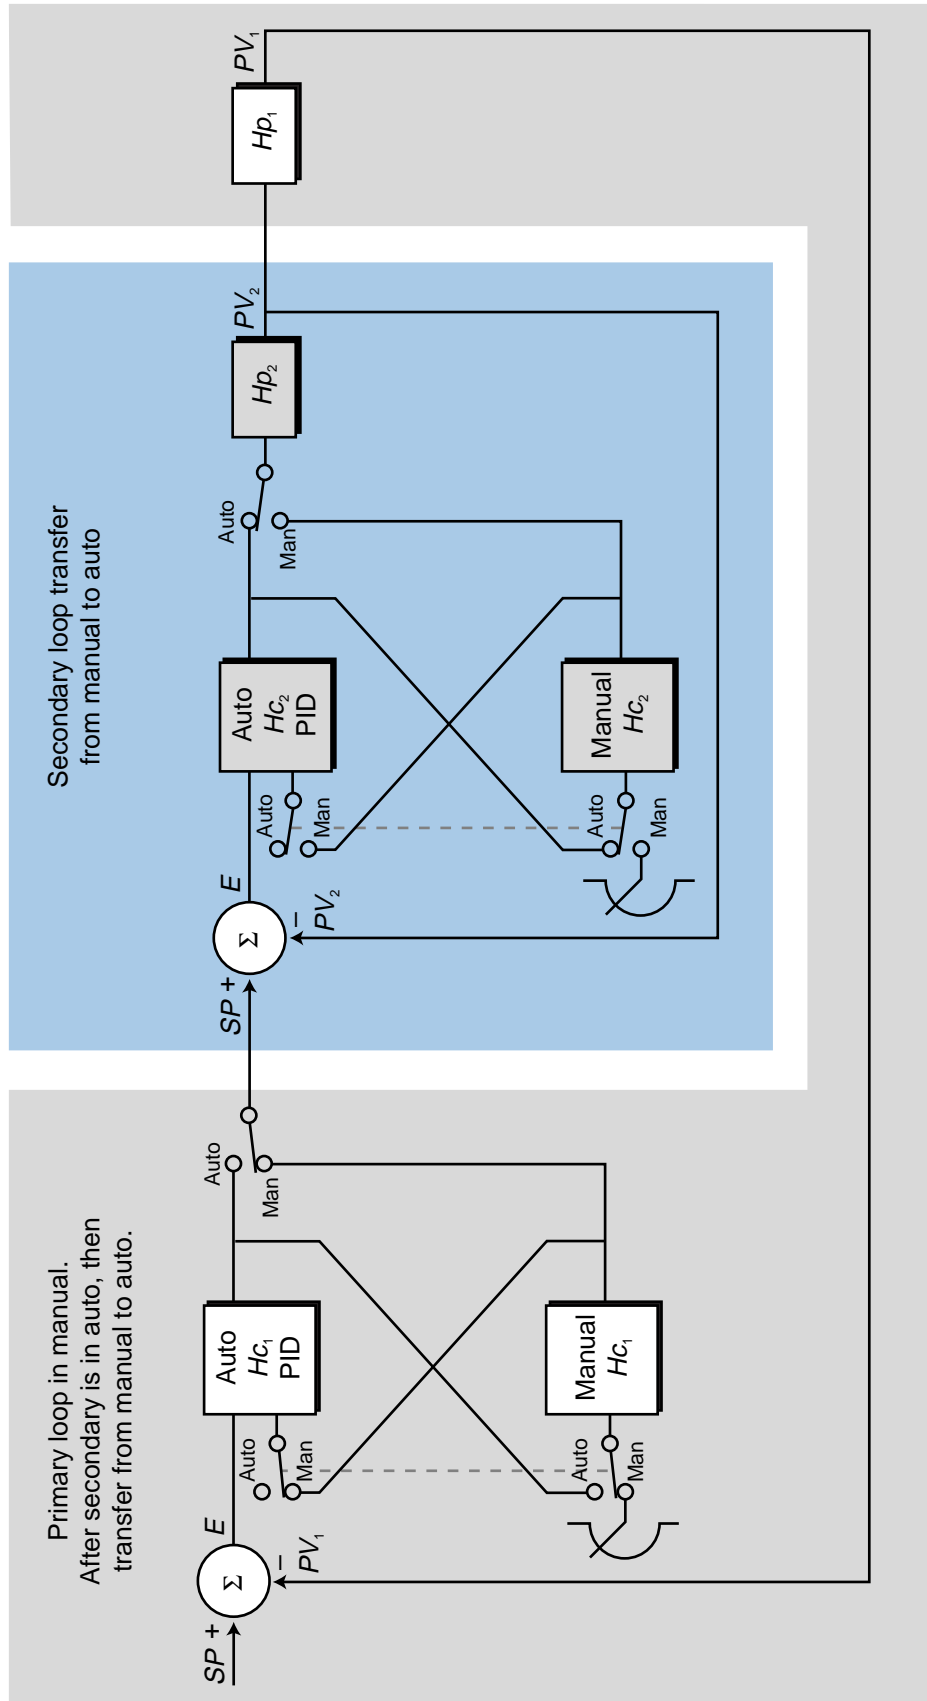 Primary loop in manual.
After secondary is in auto, then
transfer from manual to auto.
Secondary loop transfer
from manual to auto
SP +
Σ
–
PV₁
E
Auto
Man
Auto
Hc₁
PID
Auto
Man
Manual
Hc₁
Auto
Man
SP +
Σ
–
PV₂
E
Auto
Man
Auto
Hc₂
PID
Auto
Man
Manual
Hc₂
Auto
Man
Hp₂
PV₂
Hp₁
PV₁